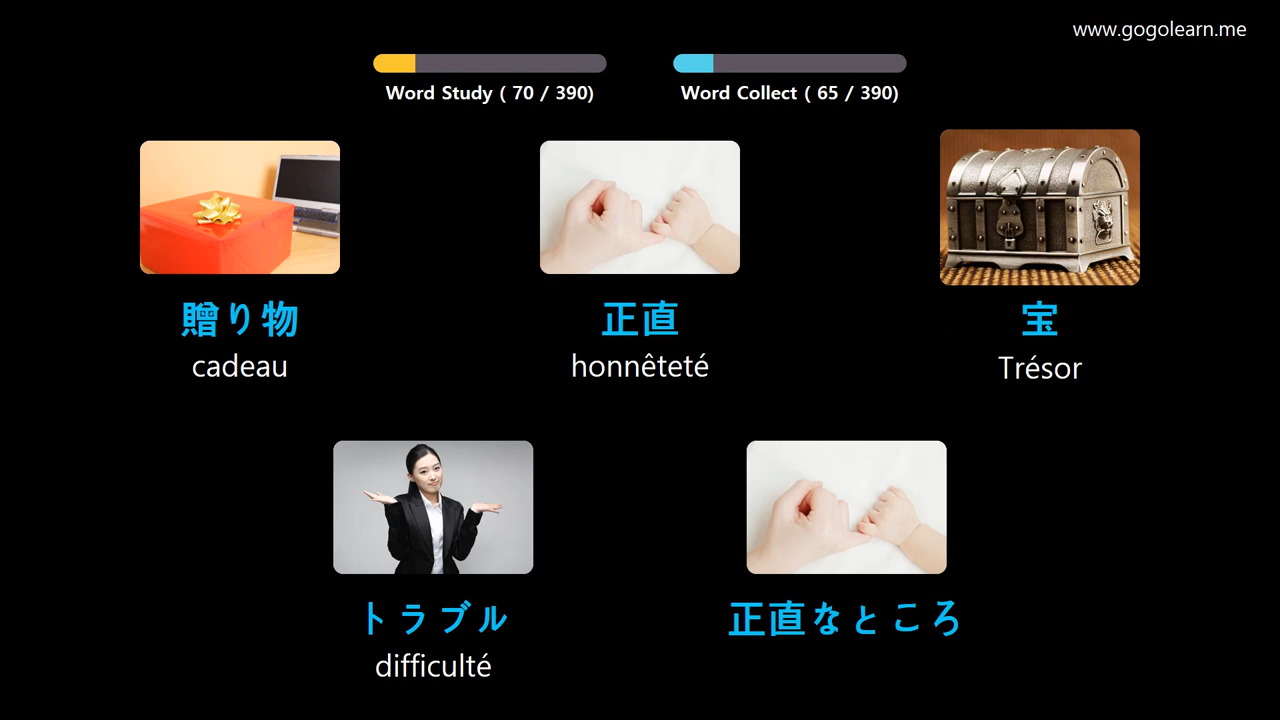 www.gogolearn.me
Word Study ( 70 / 390)
Word Collect ( 65 / 390)
贈り物
cadeau
正直
honnêteté
宝
Trésor
トラブル
difficulté
正直なところ